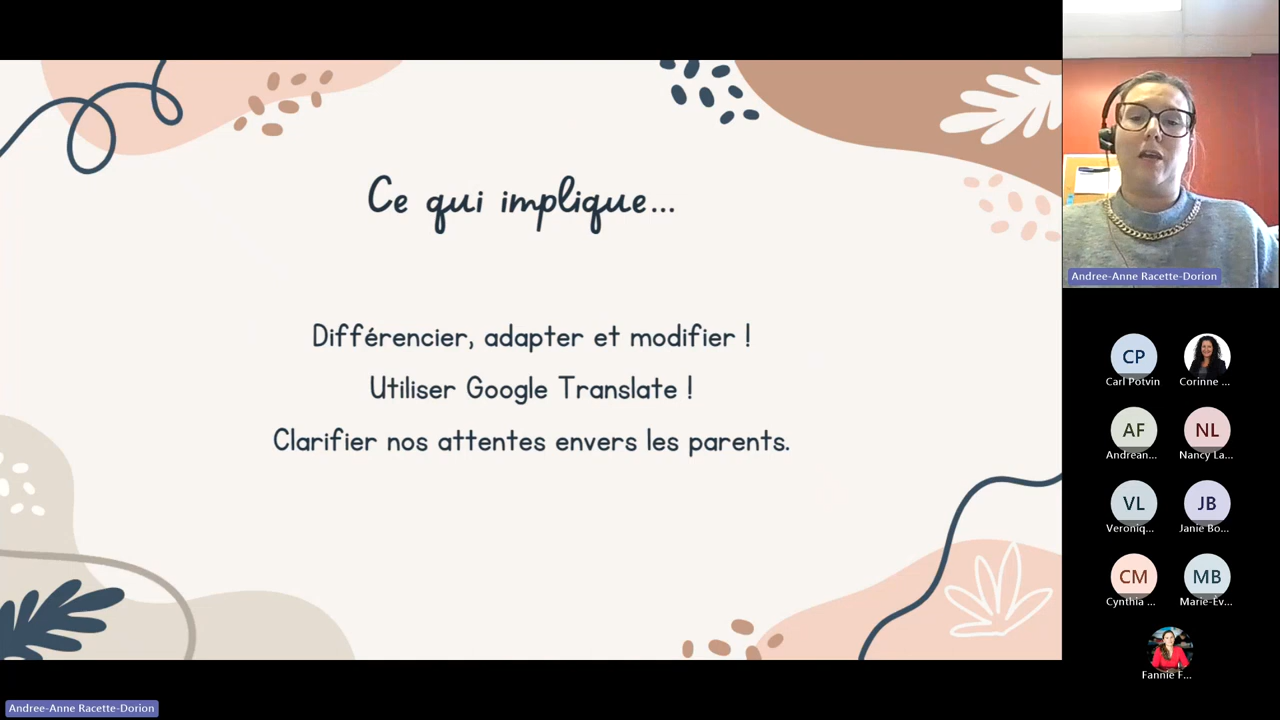 Ce qui implique...
Différencier, adapter et modifier !
Utiliser Google Translate !
Clarifier nos attentes envers les parents.
Andree-Anne Racette-Dorion
CP
Carl Potvin
Corinne ...
AF
Andrean...
NL
Nancy La...
VL
Veroniq...
JB
Janie Bo...
CM
Cynthia ...
MB
Marie-Èv...
Fannie F...
Andree-Anne Racette-Dorion